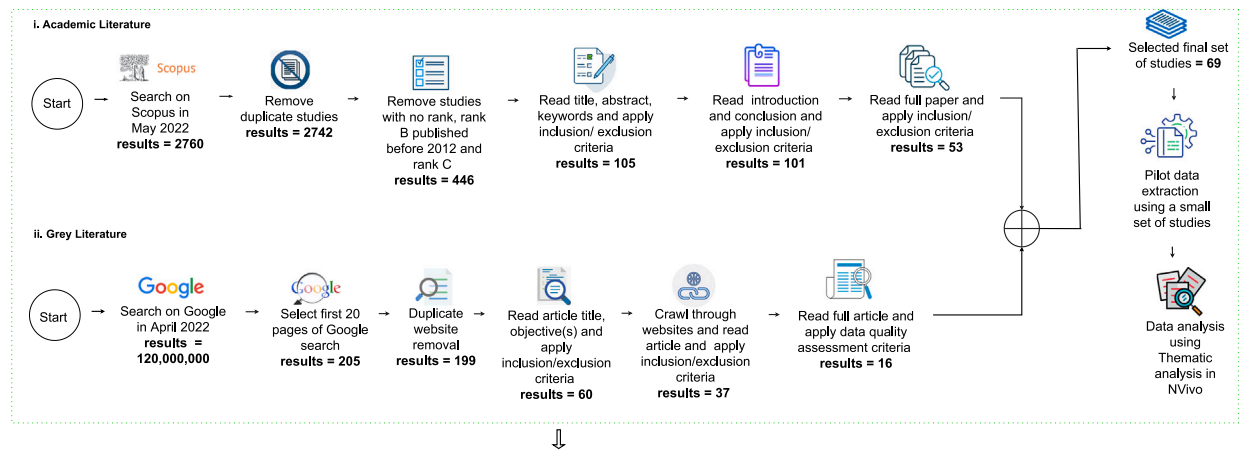 i. Academic Literature
Start
Scopus
Search on
Scopus in
May 2022
results = 2760
Remove
duplicate studies
results = 2742
Remove studies
with no rank, rank
B published
before 2012 and
rank C
results = 446
Read title, abstract,
keywords and apply
inclusion/ exclusion
criteria
results = 105
Read introduction
and conclusion and
apply inclusion/
exclusion criteria
results = 101
Read full paper and
apply inclusion/
exclusion criteria
results = 53
Selected final set
of studies = 69
Pilot data
extraction
using a small
set of studies
Data analysis
using
Thematic
analysis in
NVivo
ii. Grey Literature
Start
Google
Search on Google
in April 2022
results =
120,000,000
Google
Select first 20
pages of Google
search
results = 205
Duplicate
website
removal
results = 199
Read article title,
objective(s) and
apply
inclusion/exclusion
criteria
results = 60
Crawl through
websites and read
article and apply
inclusion/exclusion
criteria
results = 37
Read full article and
apply data quality
assessment criteria
results = 16